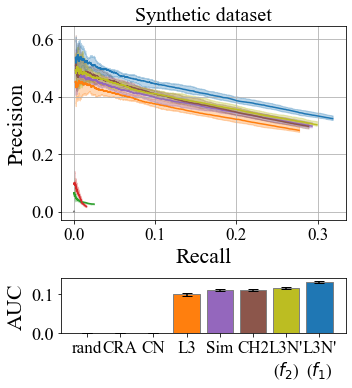 Synthetic dataset
Precision
0.6
0.4
0.2
0.0
0.0 0.1 0.2 0.3
Recall
AUC
0.1
0.0
rand CRA CN L3 Sim CH2 L3N' L3N'
(f₂) (f₁)